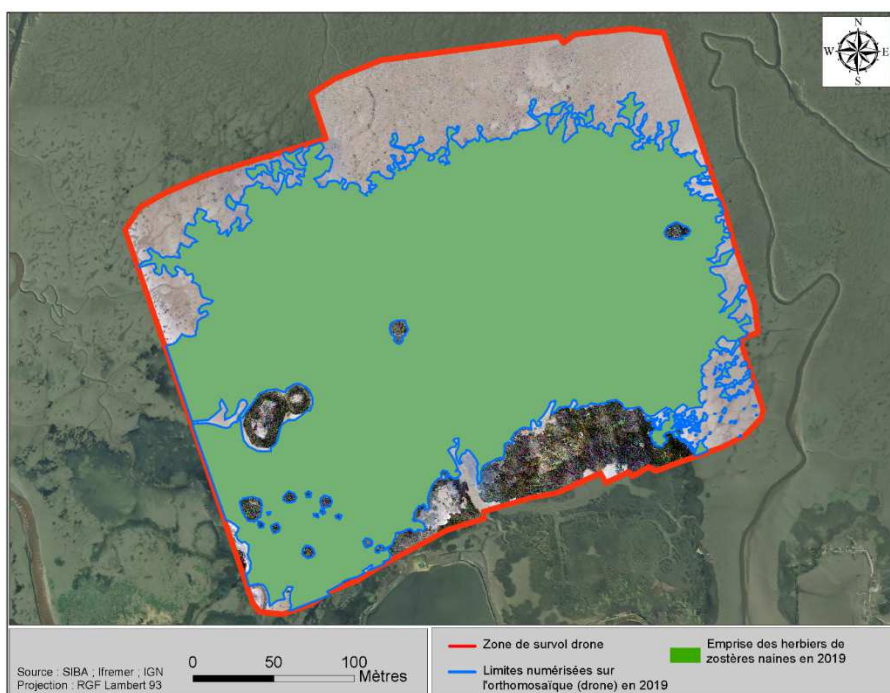 N
W E
S
Source : SIBA ; Ifremer ; IGN
Projection : RGF Lambert 93
0 50 100
Mètres
Zone de survol drone
Limites numérisées sur
l'orthomosaïque (drone) en 2019
Emprise des herbiers de
zostères naines en 2019